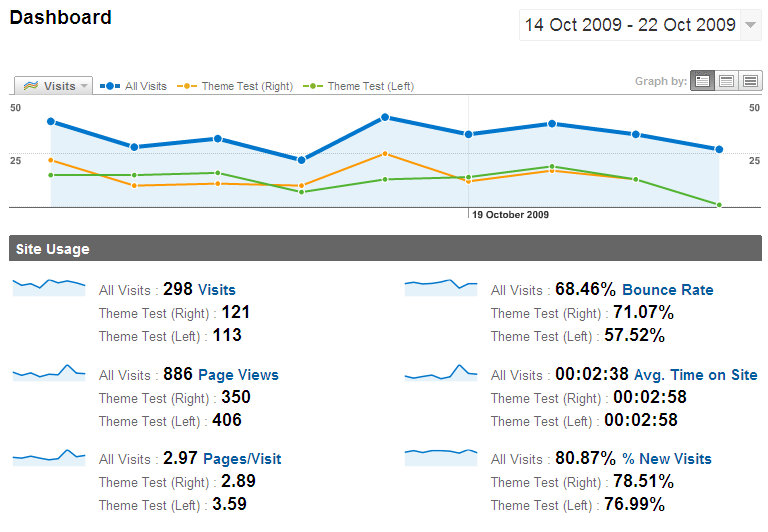 Dashboard
14 Oct 2009 - 22 Oct 2009
Visits All Visits Theme Test (Right) Theme Test (Left) Graph by:
50 50
25 25
19 October 2009
Site Usage
All Visits : 298 Visits
Theme Test (Right) : 121
Theme Test (Left) : 113
All Visits : 68.46% Bounce Rate
Theme Test (Right) : 71.07%
Theme Test (Left) : 57.52%
All Visits : 886 Page Views
Theme Test (Right) : 350
Theme Test (Left) : 406
All Visits : 00:02:38 Avg. Time on Site
Theme Test (Right) : 00:02:58
Theme Test (Left) : 00:02:58
All Visits : 2.97 Pages/Visit
Theme Test (Right) : 2.89
Theme Test (Left) : 3.59
All Visits : 80.87% % New Visits
Theme Test (Right) : 78.51%
Theme Test (Left) : 76.99%